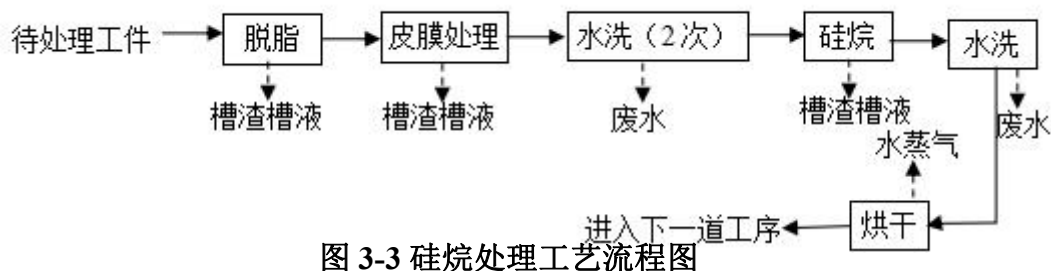 待处理工件 脱脂 皮膜处理 水洗（2次） 硅烷 水洗
槽渣槽液 槽渣槽液 废水 槽渣槽液 废水
水蒸气
进入下一道工序 烘干
图 3-3 硅烷处理工艺流程图